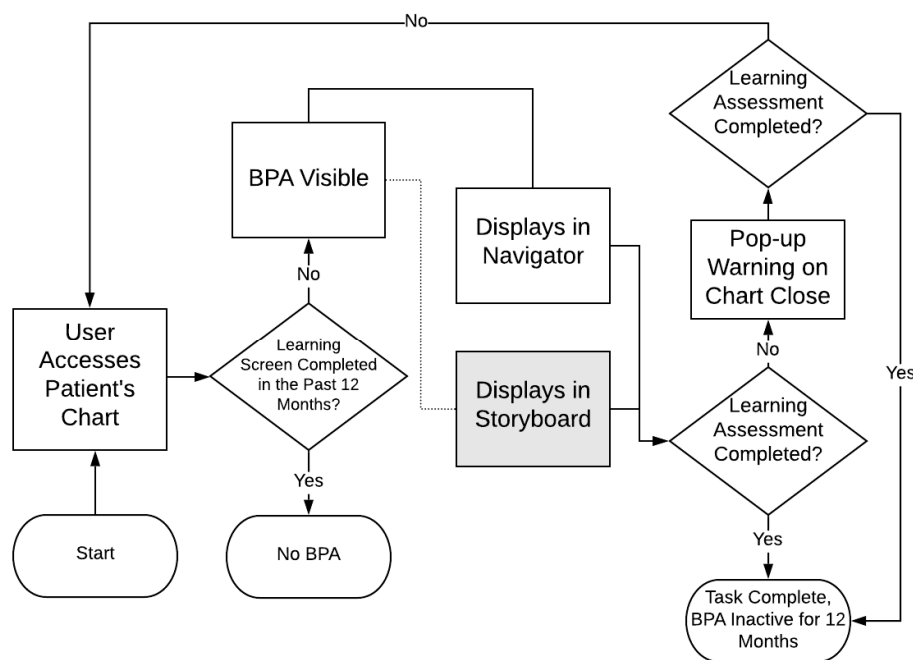 No
Learning
Assessment
Completed?
BPA Visible
Displays in
Navigator
Pop-up
Warning on
Chart Close
No
User
Accesses
Patient's
Chart
Learning
Screen Completed
in the Past 12
Months?
Displays in
Storyboard
No
Learning
Assessment
Completed?
Yes
Yes
Start
No BPA
Yes
Task Complete,
BPA Inactive for 12
Months